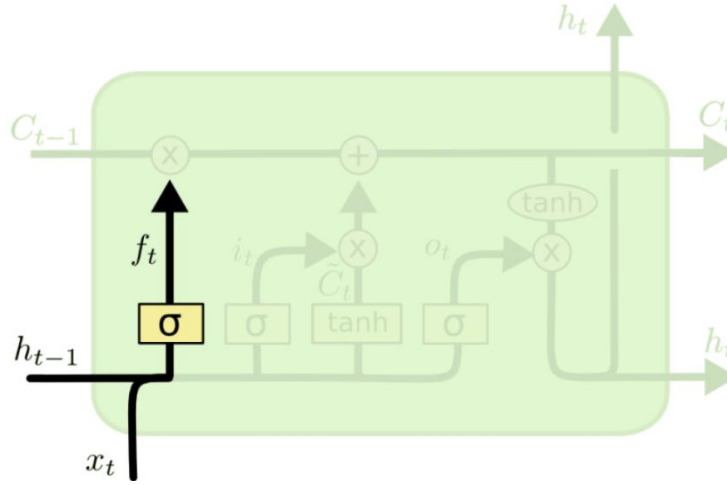 h_t
C_{t-1}
C_t
×
+
tanh
f_t
i_t
×
C̃_t
o_t
×
σ
σ
tanh
σ
h_{t-1}
h_t
x_t